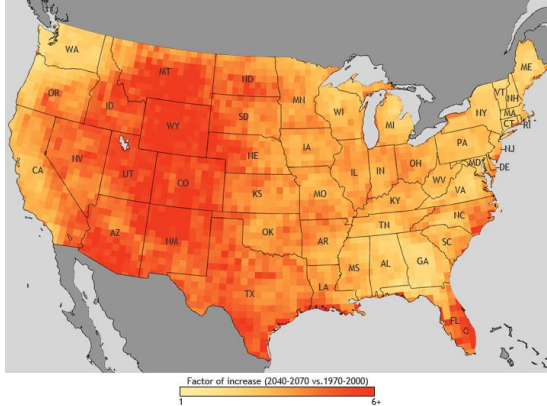 WA
ME
MT
ND
VT
NH
OR
MN
ID
WI
NY
MA
SD
MI
CT
RI
WY
IA
PA
NJ
NE
OH
MD
NV
IL
IN
DE
UT
WV
CA
CO
VA
KS
MO
KY
NC
TN
OK
AZ
NM
AR
SC
MS
AL
GA
TX
LA
FL
Factor of increase (2040-2070 vs.1970-2000)
1 6+